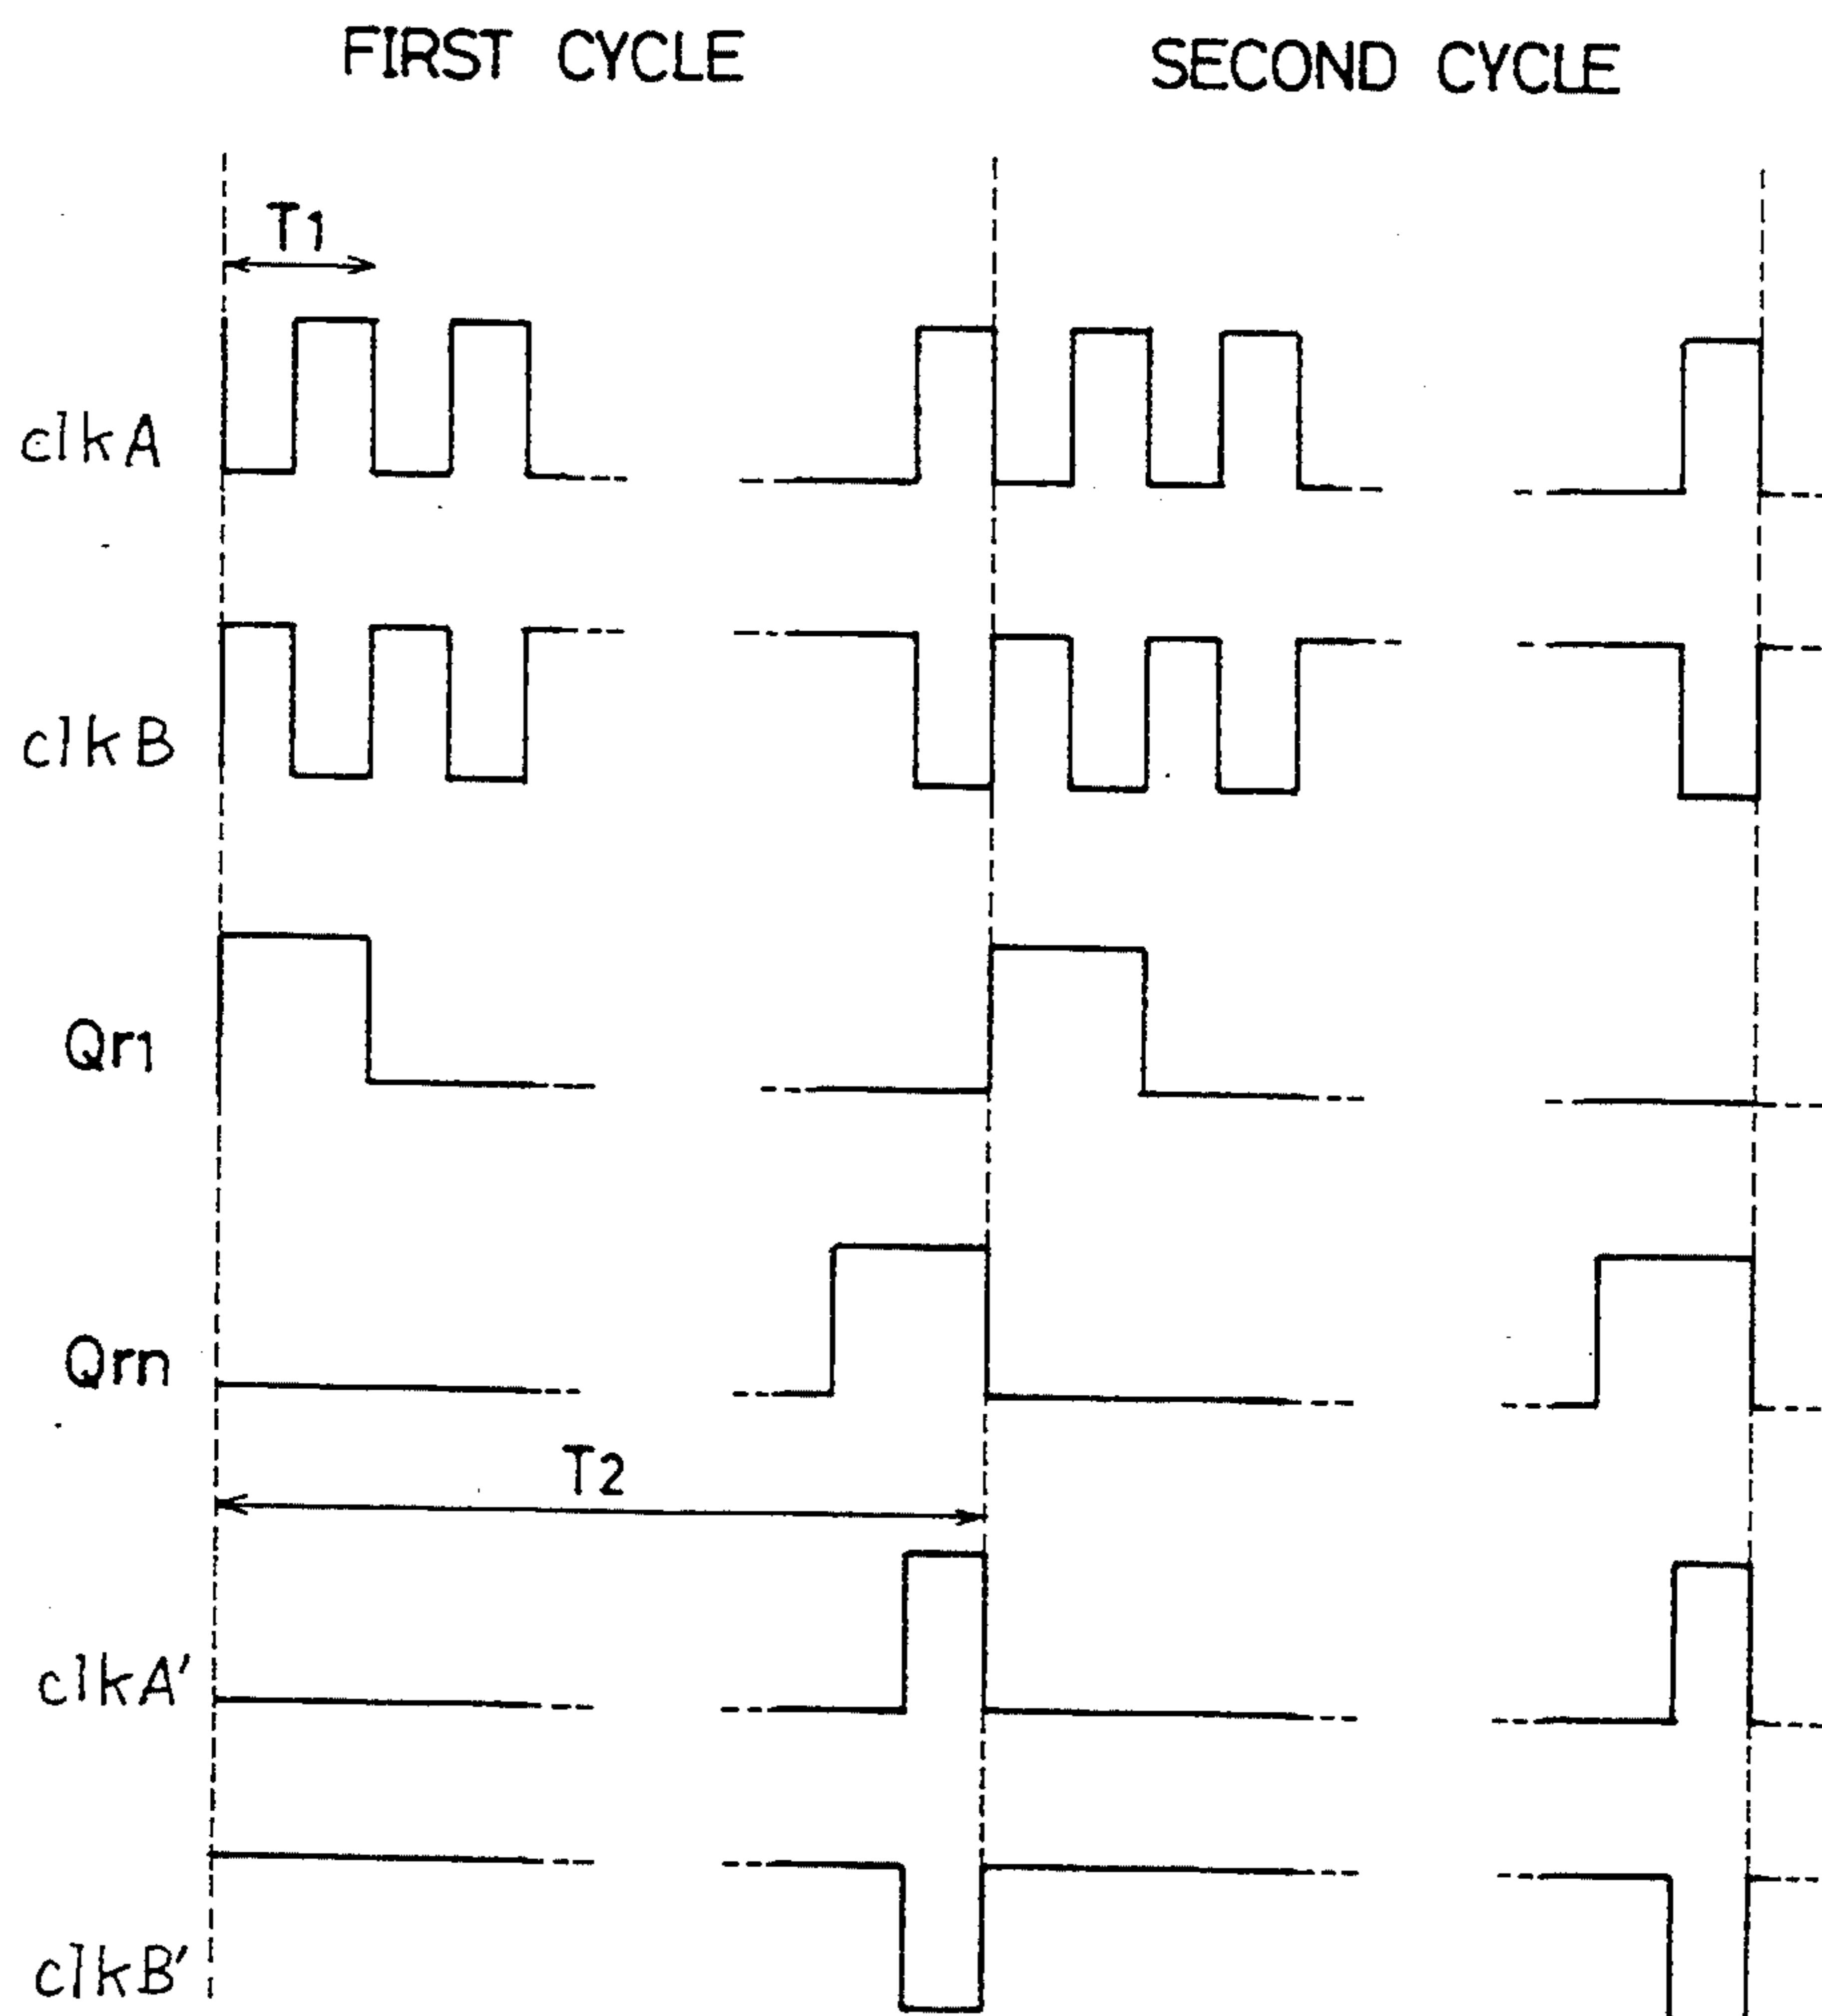 FIRST CYCLE
SECOND CYCLE
T1
clkA
clkB
Qr1
Qrn
T2
clkA'
clkB'